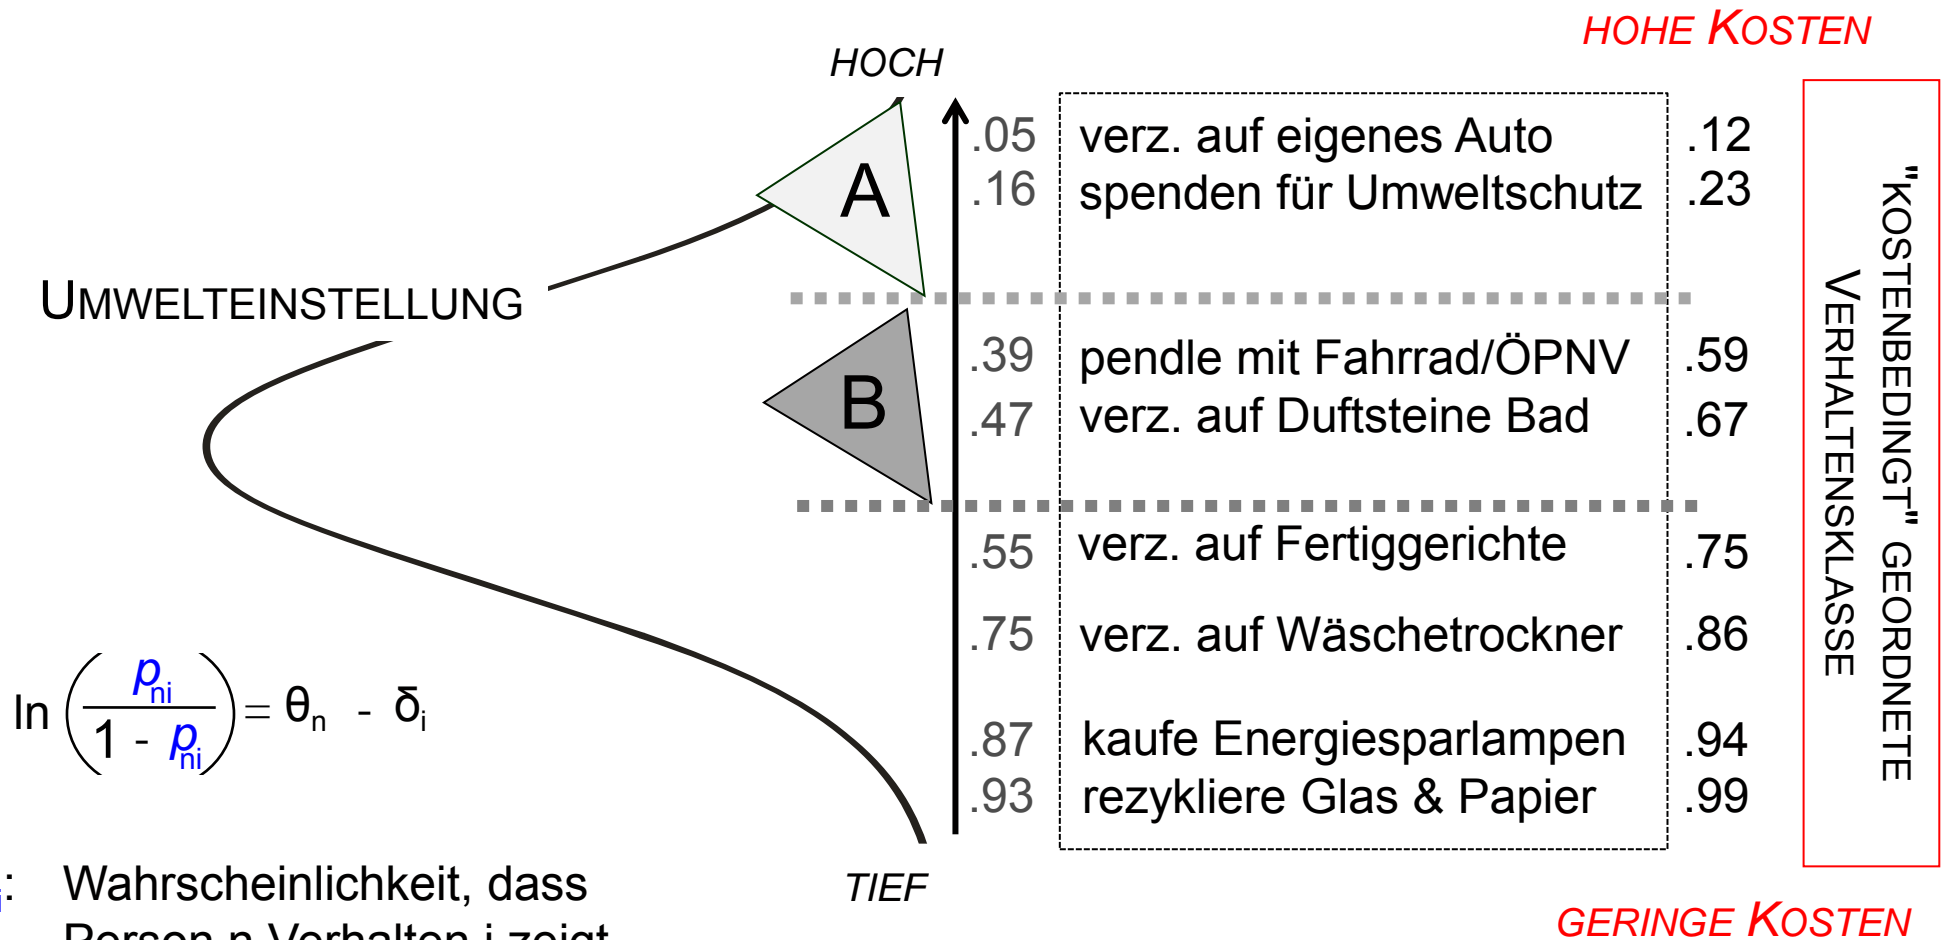 HOHE KOSTEN
HOCH
.05 verz. auf eigenes Auto .12
.16 spenden für Umweltschutz .23
A
UMWELTEINSTELLUNG
.39 pendle mit Fahrrad/ÖPNV .59
.47 verz. auf Duftsteine Bad .67
B
.55 verz. auf Fertiggerichte .75
.75 verz. auf Wäschetrockner .86
.87 kaufe Energiesparlampen .94
.93 rezykliere Glas & Papier .99
"KOSTENBEDINGT" GEORDNETE
VERHALTENSKLASSE
ln (pni / 1 - pni) = θn - δi
TIEF
i: Wahrscheinlichkeit, dass
Person n Verhalten i zeigt
GERINGE KOSTEN